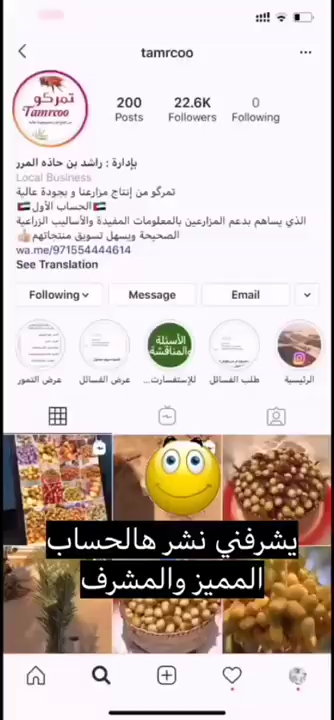 tamrcoo
تمركو
Tamrcoo
200
22.6K
0
Posts
Followers
Following
بإدارة : راشد بن حاذه المرر
Local Business
تمركو من إنتاج مزارعنا و بجودة عالية
🇦🇪الحساب الأول🇦🇪
الذي يساهم بدعم المزارعين بالمعلومات المفيدة والأساليب الزراعية
الصحيحة ويسهل تسويق منتجاتهم👍🏻
wa.me/971554444614
See Translation
Following
Message
Email
الأسئلة
والمناقشة
عرض التمور
عرض الفسائل
للإستفسارت...
طلب الفسائل
الرئيسية
يشرفني نشر هالحساب
المميز والمشرف